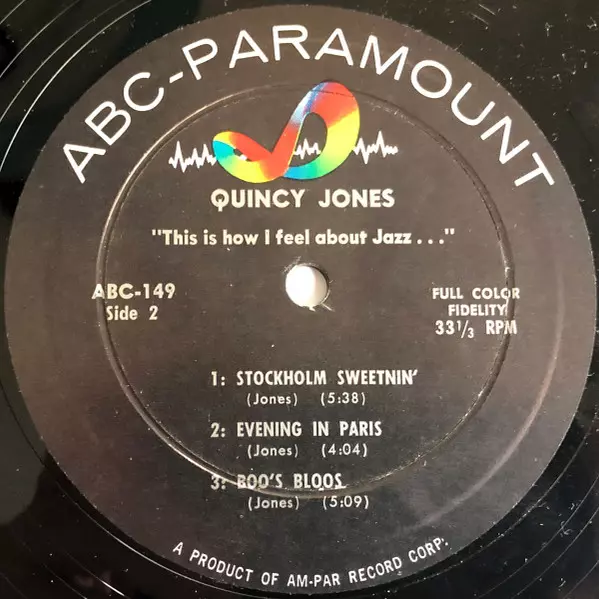 ABC-PARAMOUNT
QUINCY JONES
"This is how I feel about Jazz..."
ABC-149
Side 2
FULL COLOR
FIDELITY
33 1/3 RPM
1: STOCKHOLM SWEETNIN'
(Jones) (5:38)
2: EVENING IN PARIS
(Jones) (4:04)
3: BOO'S BLOOS
(Jones) (5:09)
A PRODUCT OF AM-PAR RECORD CORP.